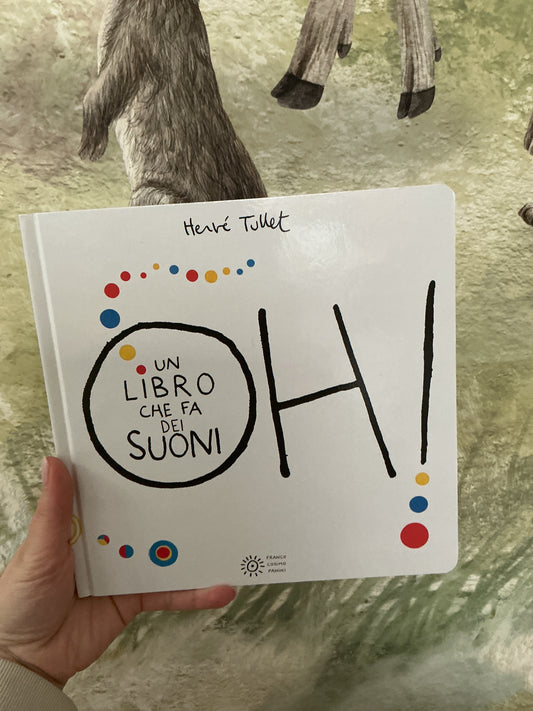 Hervé Tullet
OH!
UN
LIBRO
CHE FA
DEI
SUONI
FRANCO
COSIMO
PANINI